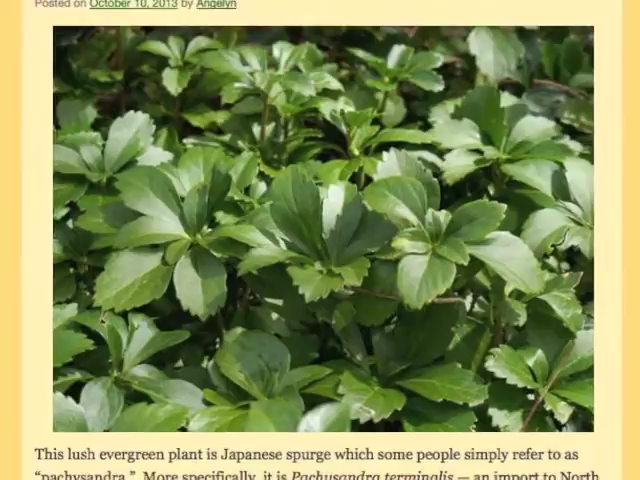 Posted on October 10, 2013 by Angelyn
This lush evergreen plant is Japanese spurge which some people simply refer to as
“pachysandra.” More specifically, it is Pachysandra terminalis — an import to North